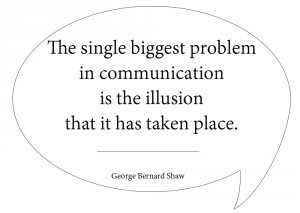 The single biggest problem
in communication
is the illusion
that it has taken place.
George Bernard Shaw